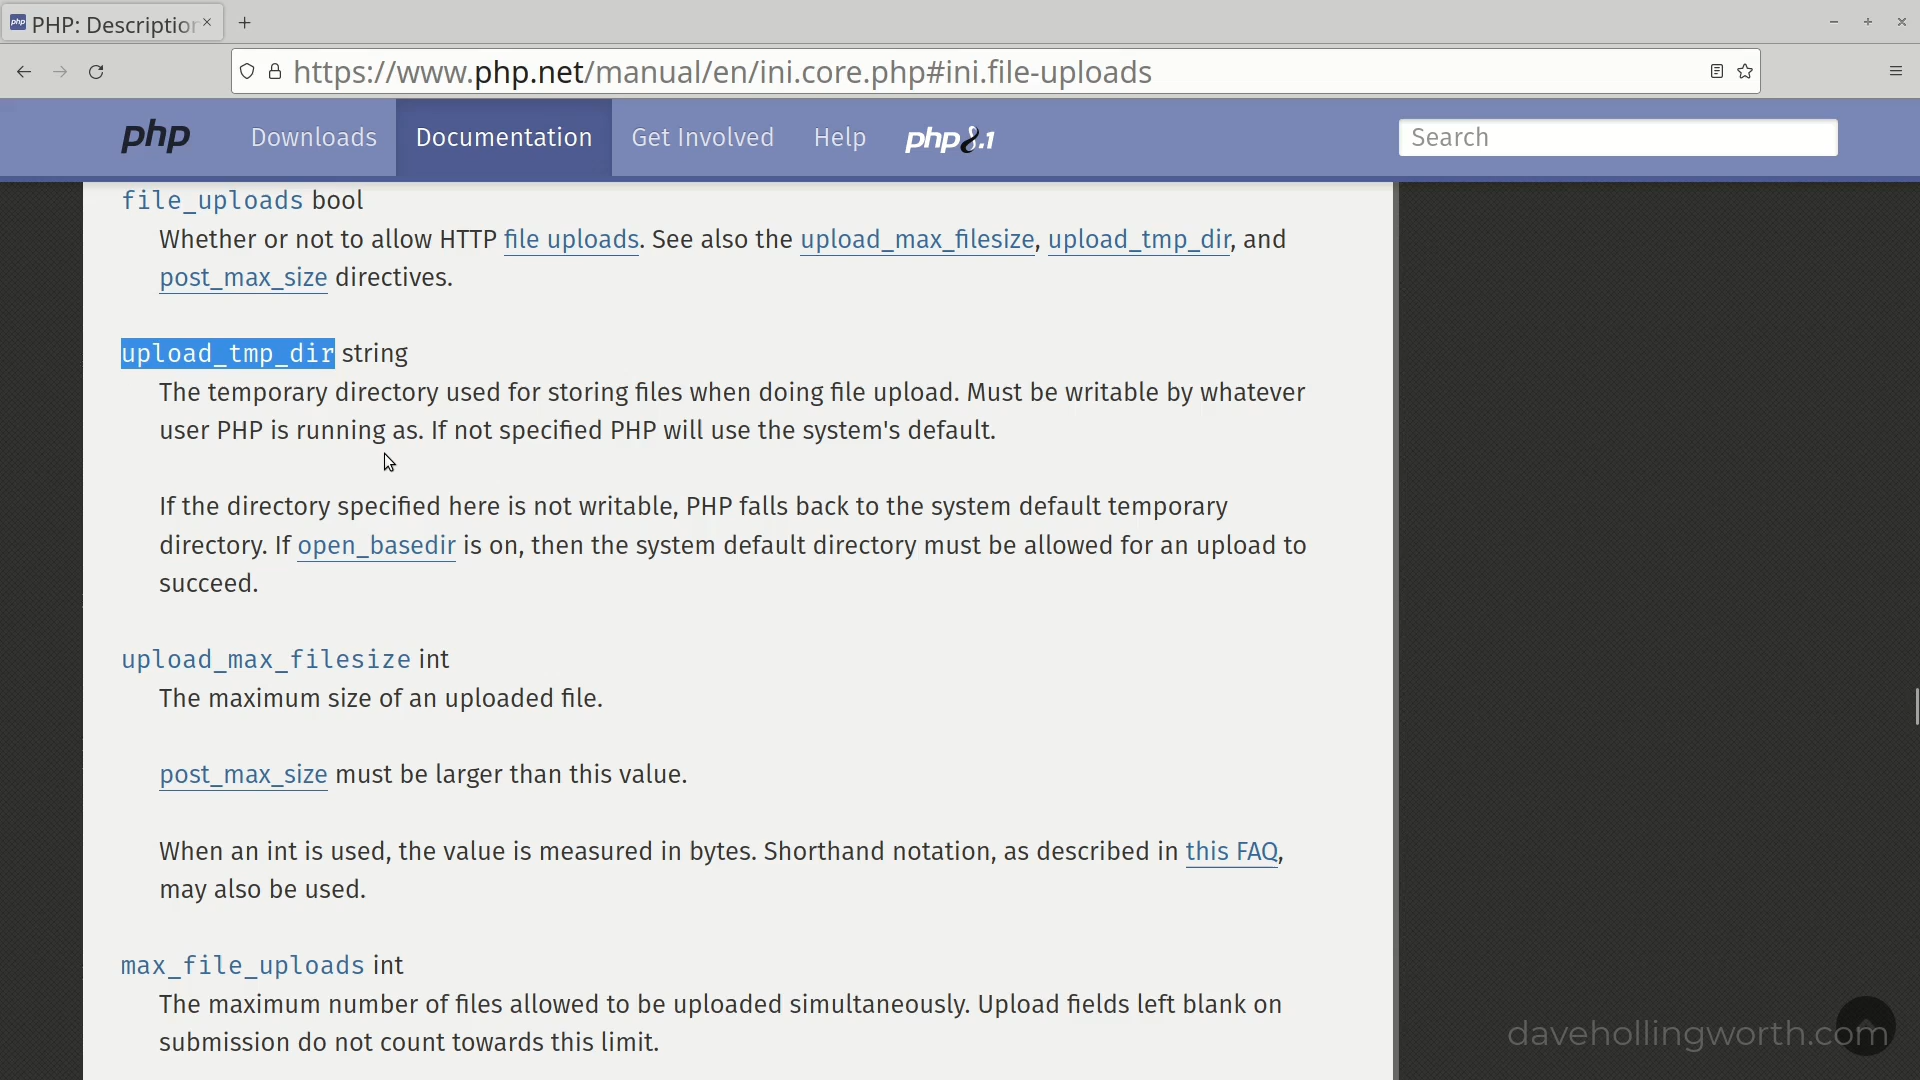 PHP: Description
https://www.php.net/manual/en/ini.core.php#ini.file-uploads
php Downloads Documentation Get Involved Help php8.1 Search
file_uploads bool
Whether or not to allow HTTP file uploads. See also the upload_max_filesize, upload_tmp_dir, and
post_max_size directives.
upload_tmp_dir string
The temporary directory used for storing files when doing file upload. Must be writable by whatever
user PHP is running as. If not specified PHP will use the system's default.
If the directory specified here is not writable, PHP falls back to the system default temporary
directory. If open_basedir is on, then the system default directory must be allowed for an upload to
succeed.
upload_max_filesize int
The maximum size of an uploaded file.
post_max_size must be larger than this value.
When an int is used, the value is measured in bytes. Shorthand notation, as described in this FAQ,
may also be used.
max_file_uploads int
The maximum number of files allowed to be uploaded simultaneously. Upload fields left blank on
submission do not count towards this limit.
davehollingworth.com